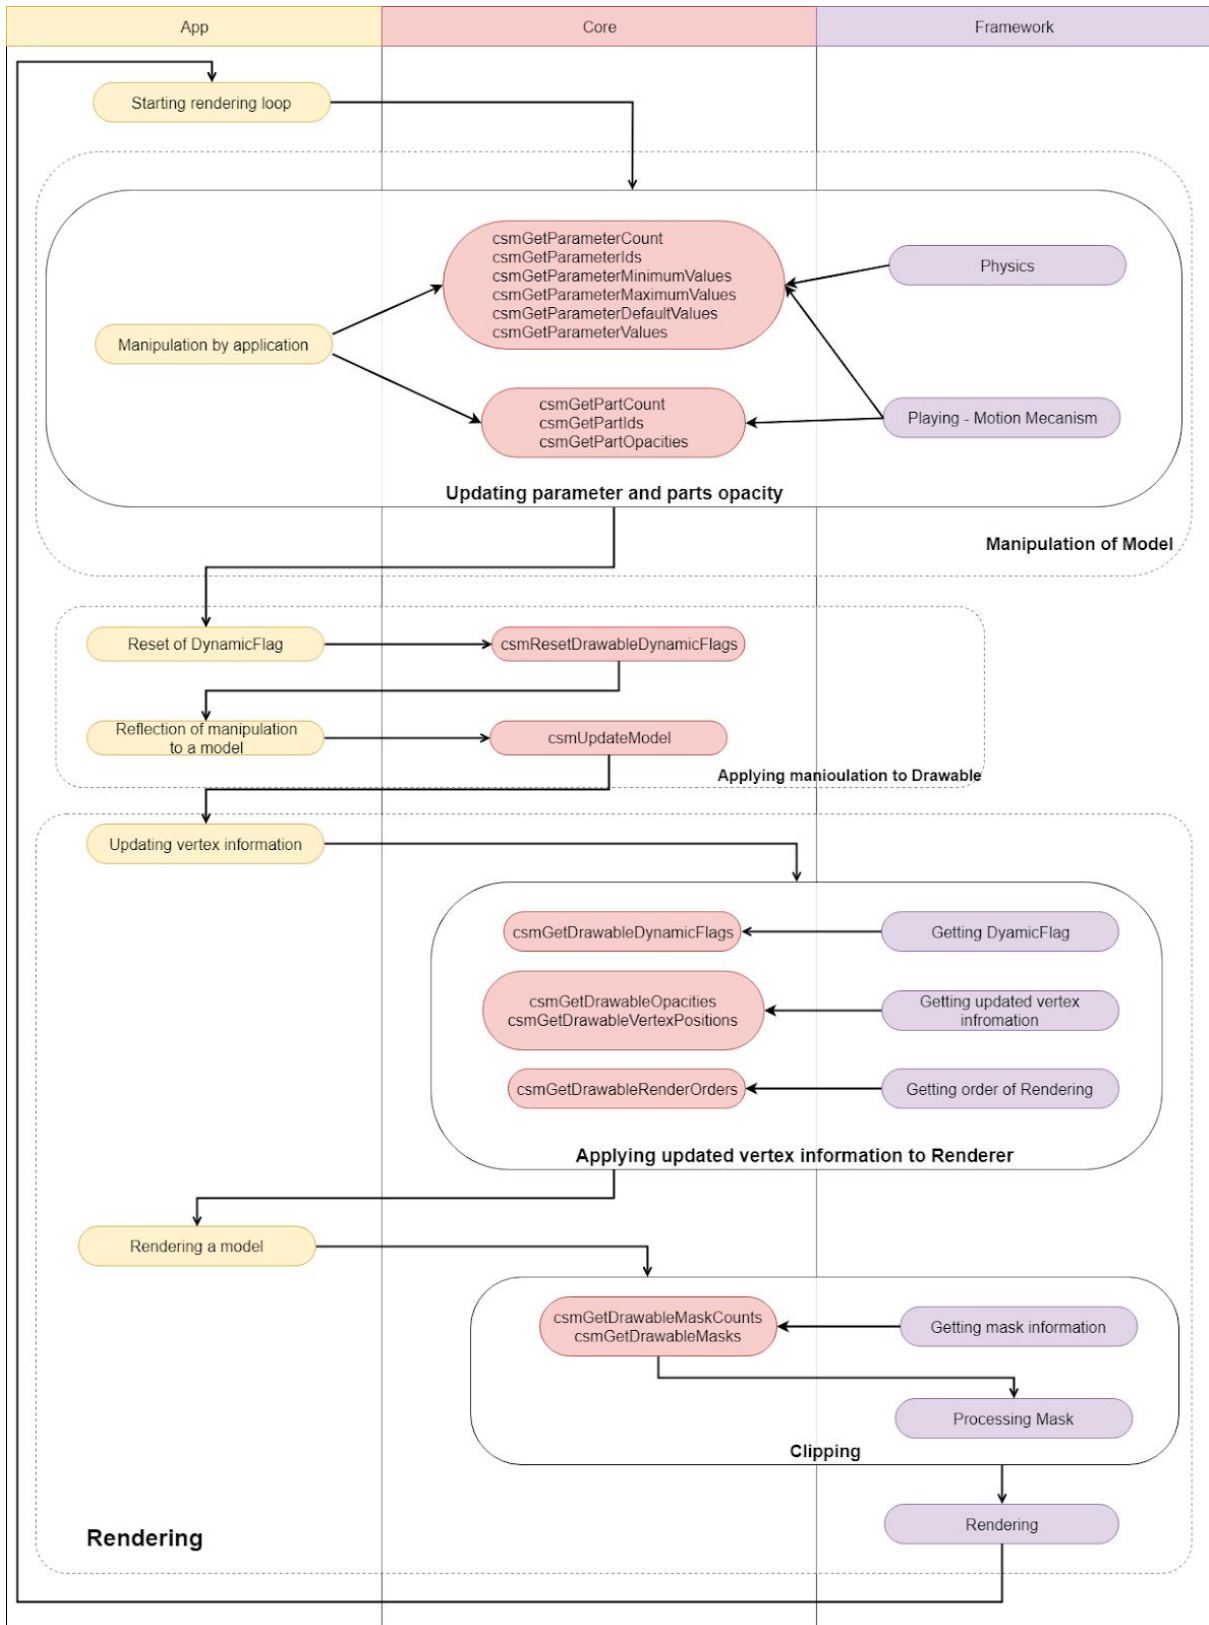 App
Core
Framework
Starting rendering loop
csmGetParameterCount
csmGetParameterIds
csmGetParameterMinimumValues
csmGetParameterMaximumValues
csmGetParameterDefaultValues
csmGetParameterValues
Physics
Manipulation by application
csmGetPartCount
csmGetPartIds
csmGetPartOpacities
Playing - Motion Mecanism
Updating parameter and parts opacity
Manipulation of Model
Reset of DynamicFlag
csmResetDrawableDynamicFlags
Reflection of manipulation
to a model
csmUpdateModel
Applying manioulation to Drawable
Updating vertex information
csmGetDrawableDynamicFlags
Getting DyamicFlag
csmGetDrawableOpacities
csmGetDrawableVertexPositions
Getting updated vertex
infromation
csmGetDrawableRenderOrders
Getting order of Rendering
Applying updated vertex information to Renderer
Rendering a model
csmGetDrawableMaskCounts
csmGetDrawableMasks
Getting mask information
Processing Mask
Clipping
Rendering
Rendering